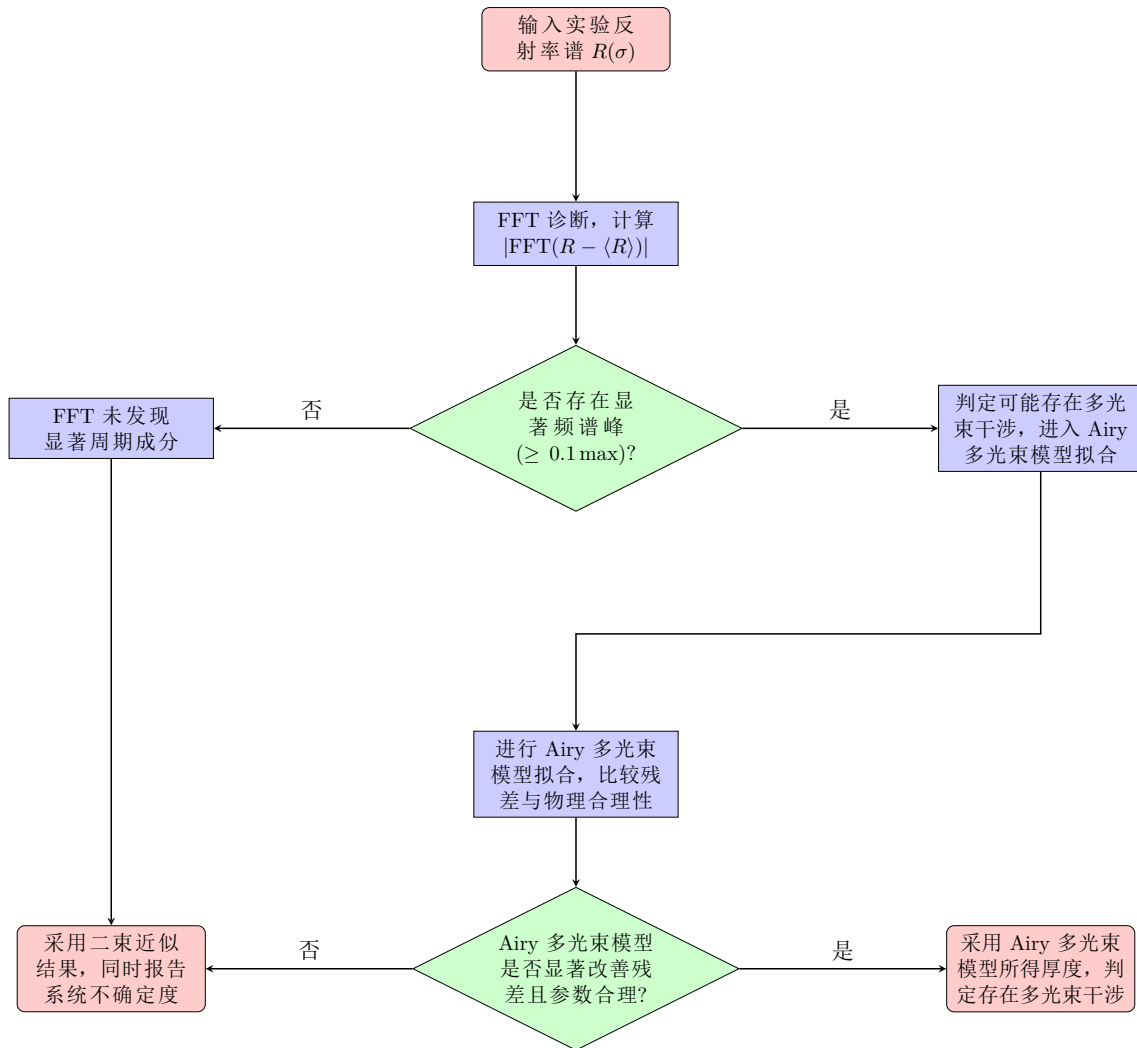 输入实验反
射率谱 R(σ)
FFT 诊断，计算
|FFT(R − ⟨R⟩)|
是否存在显
著频谱峰
(≥ 0.1 max)?
否
是
FFT 未发现
显著周期成分
判定可能存在多光
束干涉，进入 Airy
多光束模型拟合
进行 Airy 多光束
模型拟合，比较残
差与物理合理性
Airy 多光束模型
是否显著改善残
差且参数合理?
否
是
采用二束近似
结果，同时报告
系统不确定度
采用 Airy 多光束
模型所得厚度，判
定存在多光束干涉